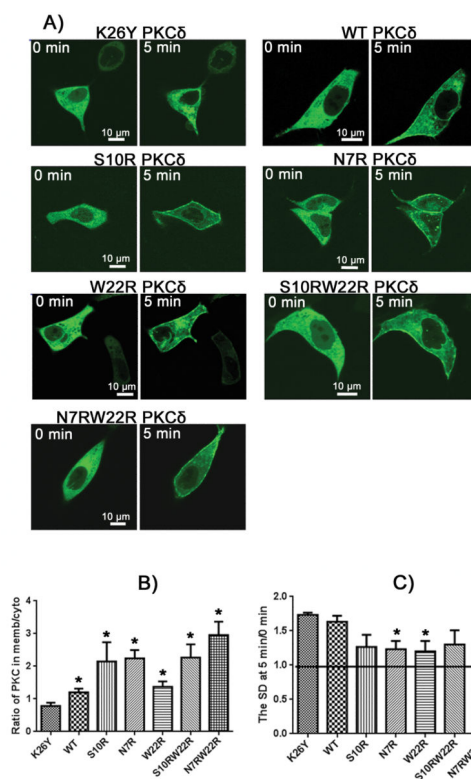 A)
K26Y PKCδ
WT PKCδ
0 min 5 min 0 min 5 min
10 µm 10 µm
S10R PKCδ
N7R PKCδ
0 min 5 min 0 min 5 min
10 µm 10 µm
W22R PKCδ
S10RW22R PKCδ
0 min 5 min 0 min 5 min
10 µm 10 µm
N7RW22R PKCδ
0 min 5 min
10 µm
B)
Ratio of PKC in memb/cyto
4
3
2
1
0
* * * * * *
K26Y WT S10R N7R W22R S10RW22R N7RW22R
C)
The SD at 5 min/0 min
2.0
1.5
1.0
0.5
0.0
* *
K26Y WT S10R N7R W22R S10RW22R